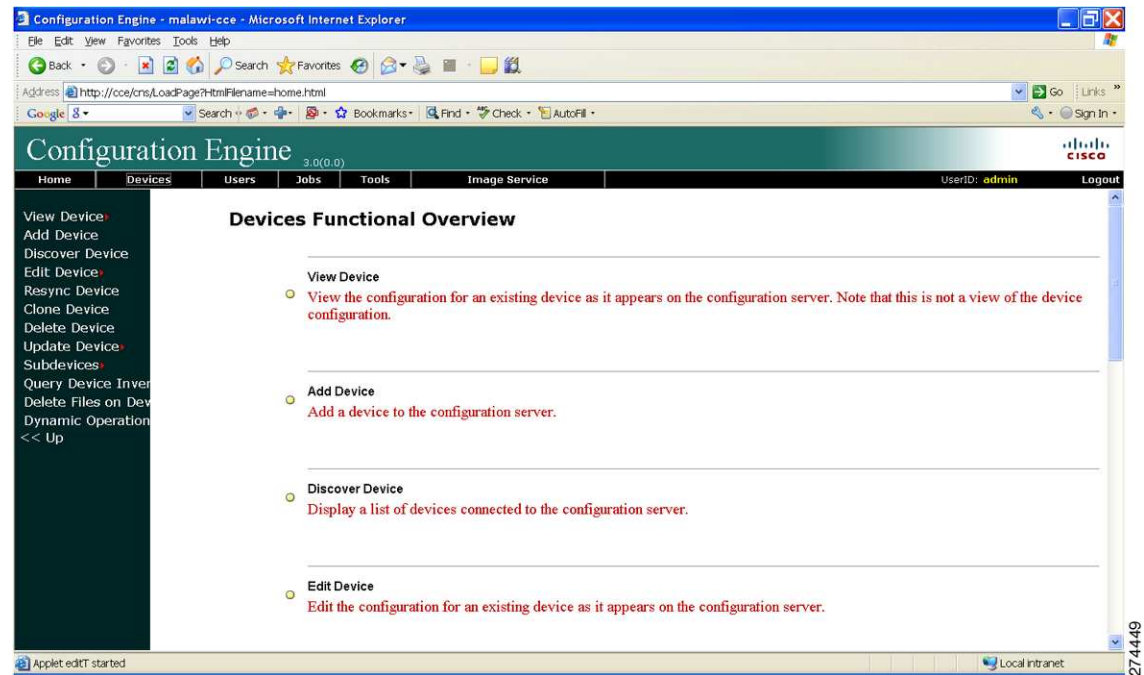 Configuration Engine - malawi-cce - Microsoft Internet Explorer
File Edit View Favorites Tools Help
Back Search Favorites
Address http://cce/cns/LoadPage?HtmlFilename=home.html Go Links »
Google Search Bookmarks Find Check AutoFill Sign In
Configuration Engine 3.0(0.0)
CISCO
Home Devices Users Jobs Tools Image Service UserID: admin Logout
View Device
Add Device
Discover Device
Edit Device
Resync Device
Clone Device
Delete Device
Update Device
Subdevices
Query Device Inver
Delete Files on Dev
Dynamic Operation
<< Up
Devices Functional Overview
View Device
View the configuration for an existing device as it appears on the configuration server. Note that this is not a view of the device
configuration.
Add Device
Add a device to the configuration server.
Discover Device
Display a list of devices connected to the configuration server.
Edit Device
Edit the configuration for an existing device as it appears on the configuration server.
Applet editT started
Local intranet
274449